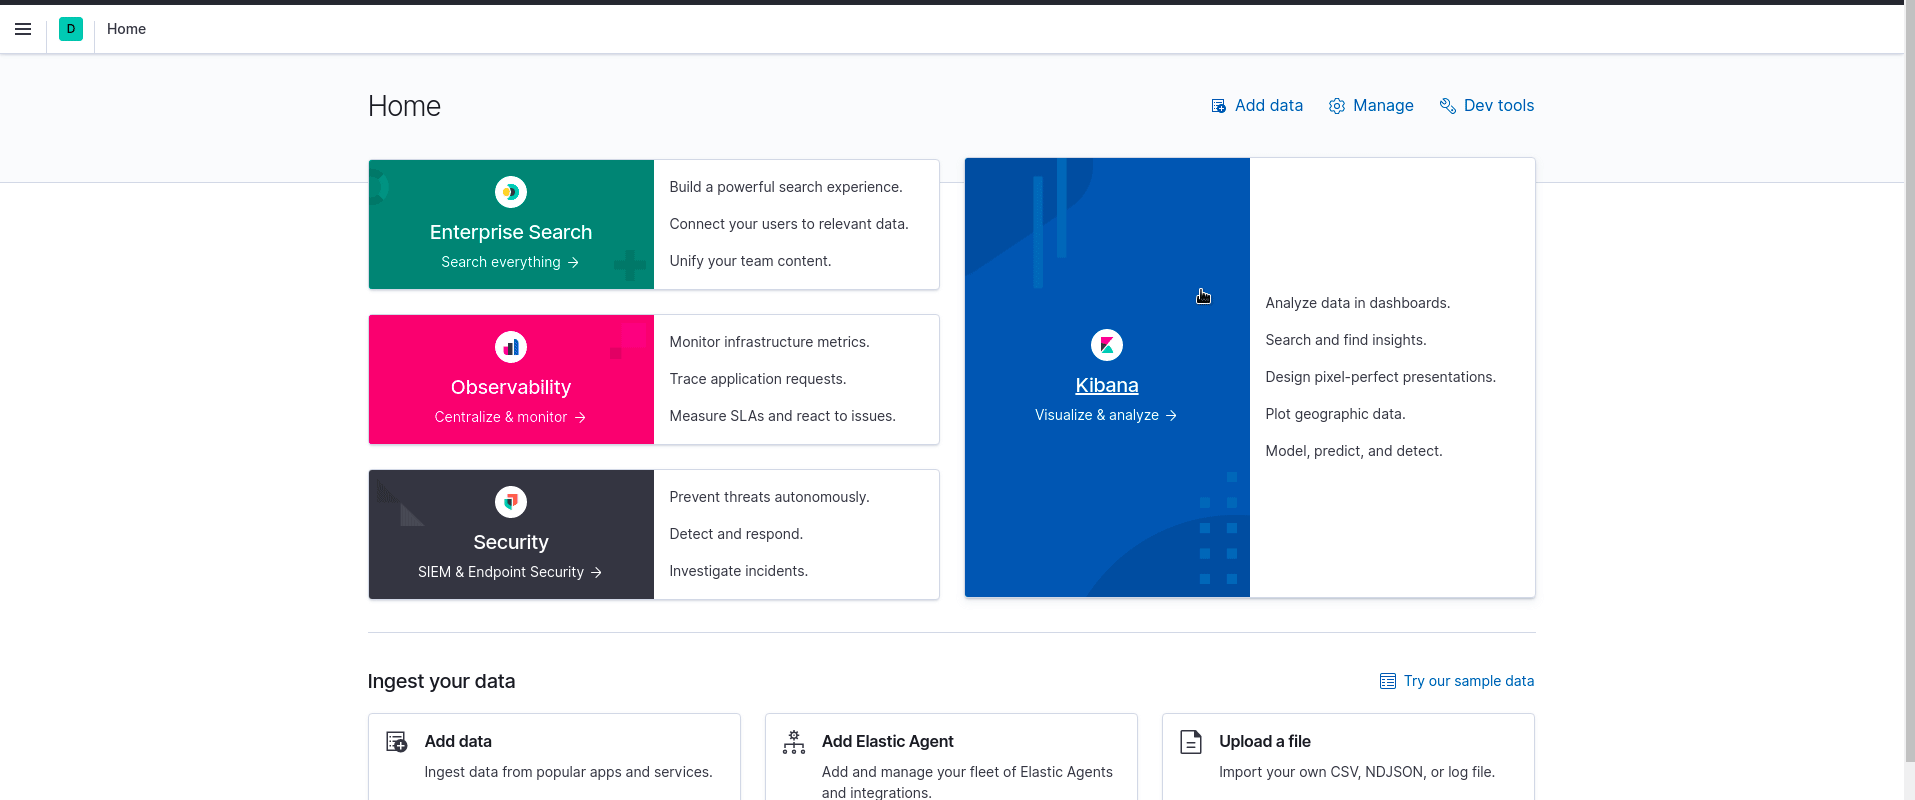 D Home
Home
Add data
Manage
Dev tools
Enterprise Search
Search everything →
Build a powerful search experience.
Connect your users to relevant data.
Unify your team content.
Observability
Centralize & monitor →
Monitor infrastructure metrics.
Trace application requests.
Measure SLAs and react to issues.
Security
SIEM & Endpoint Security →
Prevent threats autonomously.
Detect and respond.
Investigate incidents.
Kibana
Visualize & analyze →
Analyze data in dashboards.
Search and find insights.
Design pixel-perfect presentations.
Plot geographic data.
Model, predict, and detect.
Ingest your data
Try our sample data
Add data
Ingest data from popular apps and services.
Add Elastic Agent
Add and manage your fleet of Elastic Agents
and integrations.
Upload a file
Import your own CSV, NDJSON, or log file.